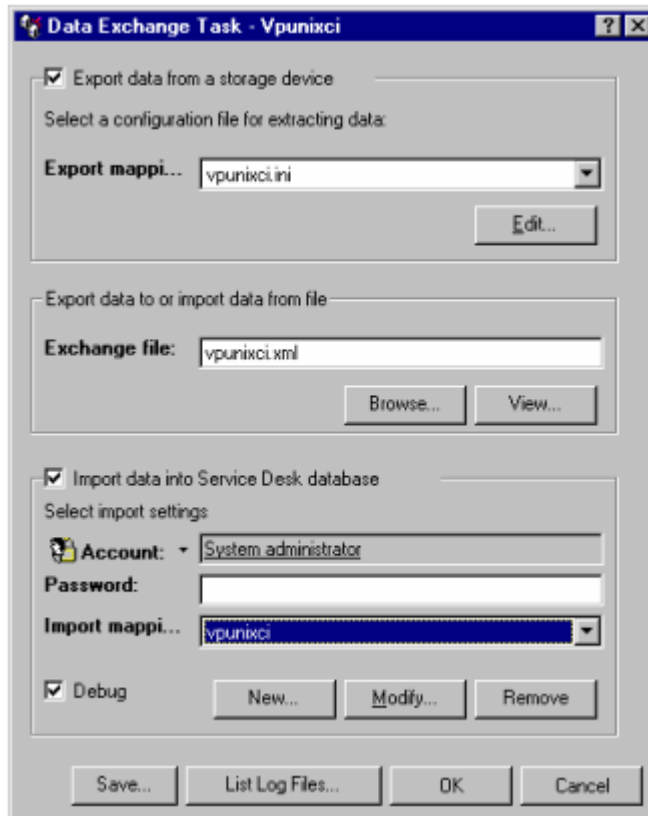 Data Exchange Task - Vpunixci
Export data from a storage device
Select a configuration file for extracting data:
Export mappi... vpunixci.ini
Edit...
Export data to or import data from file
Exchange file: vpunixci.xml
Browse... View...
Import data into Service Desk database
Select import settings
Account: System administrator
Password:
Import mappi... vpunixci
Debug New... Modify... Remove
Save... List Log Files... OK Cancel